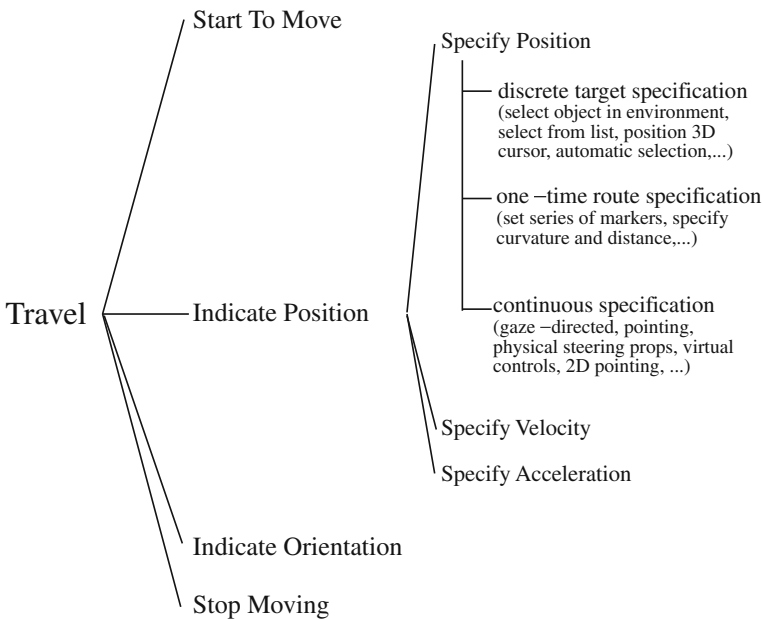 Travel
Start To Move
Indicate Position
Indicate Orientation
Stop Moving
Specify Position
discrete target specification
(select object in environment,
select from list, position 3D
cursor, automatic selection,...)
one –time route specification
(set series of markers, specify
curvature and distance,...)
continuous specification
(gaze –directed, pointing,
physical steering props, virtual
controls, 2D pointing, ...)
Specify Velocity
Specify Acceleration